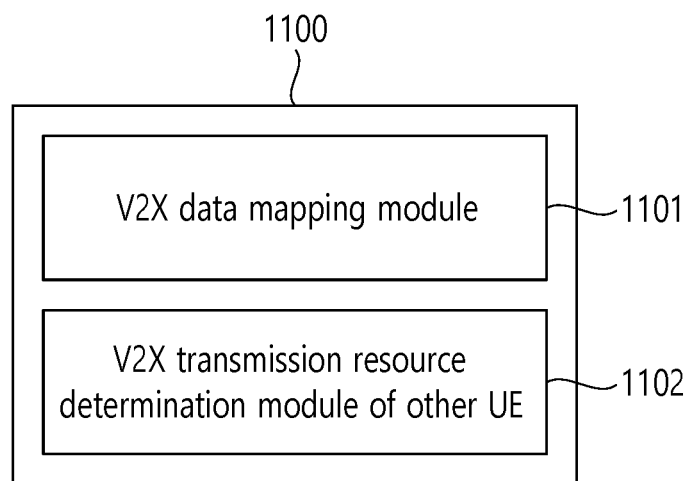 1100
V2X data mapping module
1101
V2X transmission resource
determination module of other UE
1102